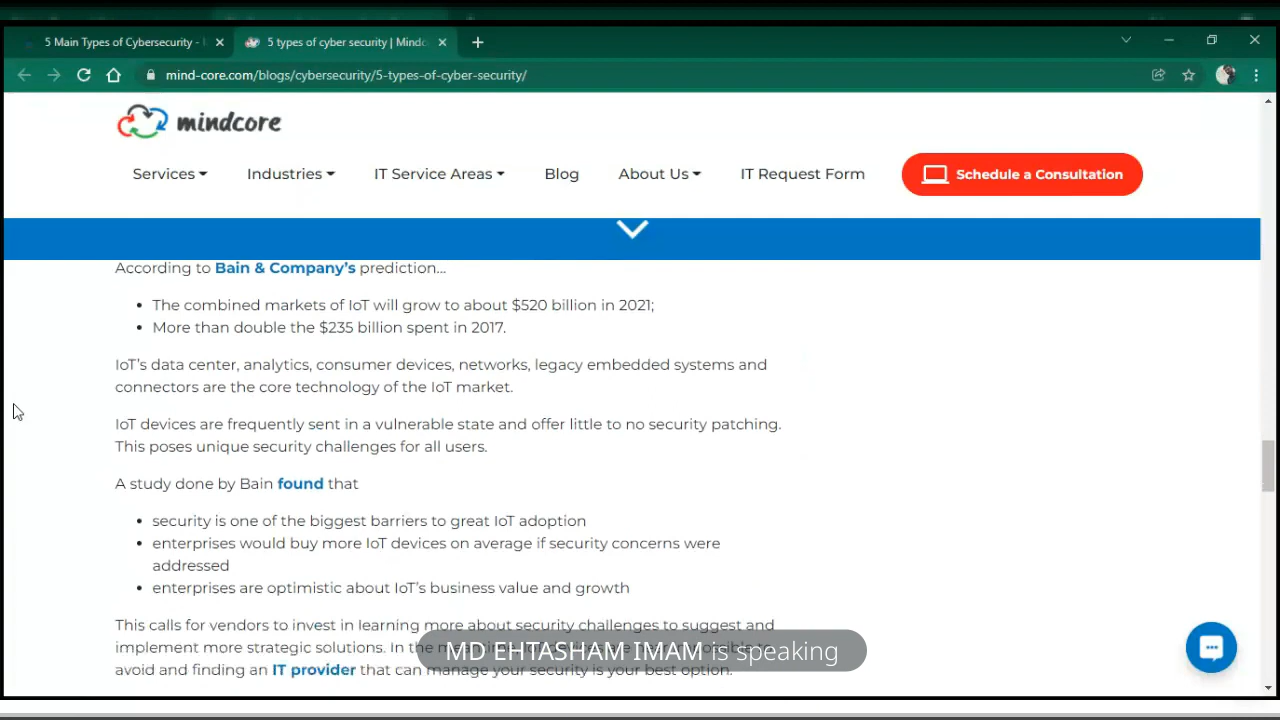 5 Main Types of Cybersecurity -
5 types of cyber security | Mindc
mind-core.com/blogs/cybersecurity/5-types-of-cyber-security/
mindcore
Services
Industries
IT Service Areas
Blog
About Us
IT Request Form
Schedule a Consultation
According to Bain & Company's prediction...
• The combined markets of IoT will grow to about $520 billion in 2021;
• More than double the $235 billion spent in 2017.
IoT's data center, analytics, consumer devices, networks, legacy embedded systems and
connectors are the core technology of the IoT market.
IoT devices are frequently sent in a vulnerable state and offer little to no security patching.
This poses unique security challenges for all users.
A study done by Bain found that
• security is one of the biggest barriers to great IoT adoption
• enterprises would buy more IoT devices on average if security concerns were
addressed
• enterprises are optimistic about IoT's business value and growth
This calls for vendors to invest in learning more about security challenges to suggest and
implement more strategic solutions. In the
MD EHTASHAM IMAM is speaking
avoid and finding an IT provider that can manage your security is your best option.